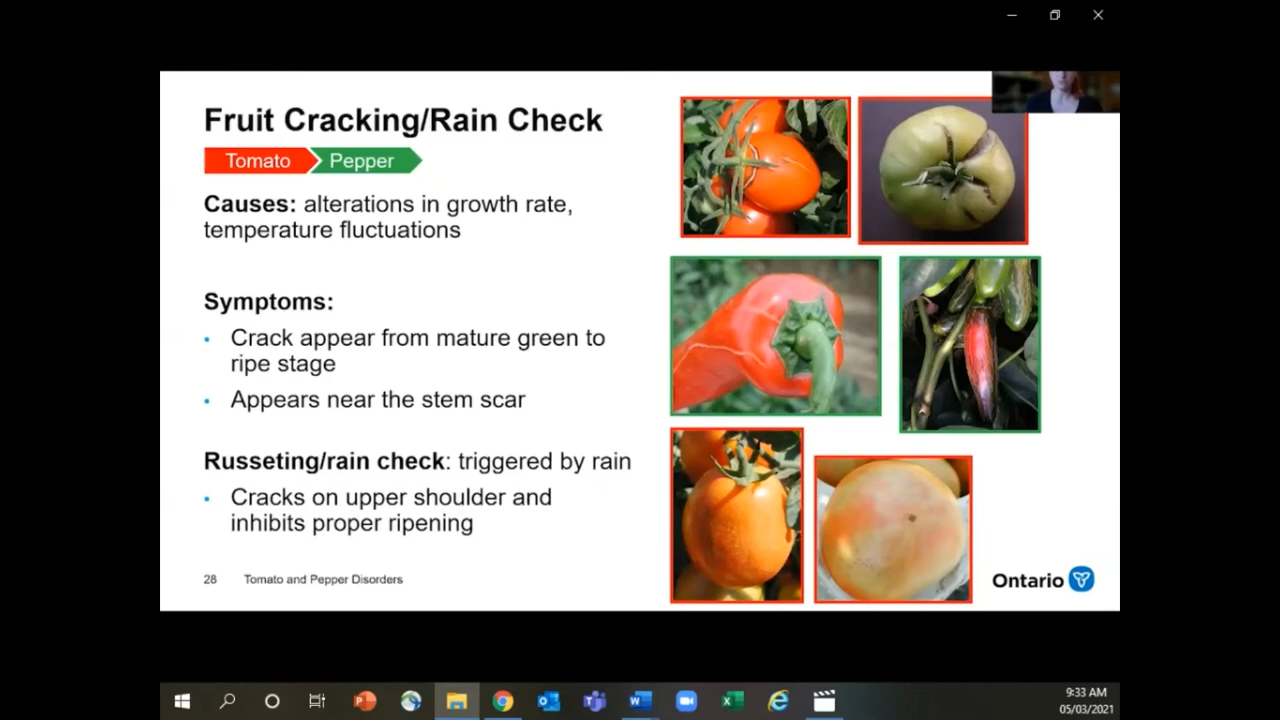 Fruit Cracking/Rain Check
Tomato
Pepper
Causes: alterations in growth rate,
temperature fluctuations
Symptoms:
• Crack appear from mature green to
ripe stage
• Appears near the stem scar
Russeting/rain check: triggered by rain
• Cracks on upper shoulder and
inhibits proper ripening
28 Tomato and Pepper Disorders
Ontario
9:33 AM
05/03/2021